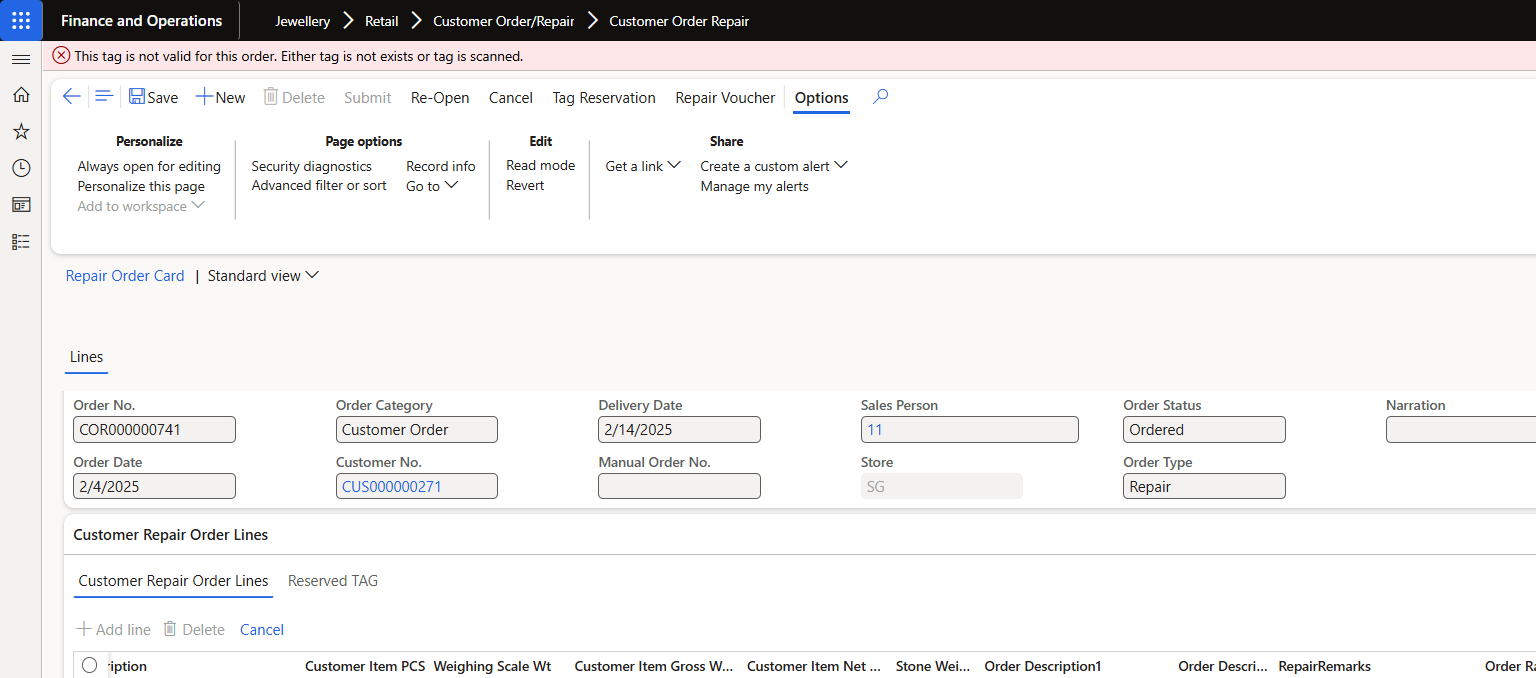 Finance and Operations Jewellery Retail Customer Order/Repair Customer Order Repair
This tag is not valid for this order. Either tag is not exists or tag is scanned.
Save New Delete Submit Re-Open Cancel Tag Reservation Repair Voucher Options
Personalize Page options Edit Share
Always open for editing Security diagnostics Record info Read mode Get a link Create a custom alert
Personalize this page Advanced filter or sort Go to Revert Manage my alerts
Add to workspace
Repair Order Card | Standard view
Lines
Order No. Order Category Delivery Date Sales Person Order Status Narration
COR000000741 Customer Order 2/14/2025 11 Ordered
Order Date Customer No. Manual Order No. Store Order Type
2/4/2025 CUS000000271 SG Repair
Customer Repair Order Lines
Customer Repair Order Lines Reserved TAG
Add line Delete Cancel
ription Customer Item PCS Weighing Scale Wt Customer Item Gross W... Customer Item Net ... Stone Wei... Order Description1 Order Descri... RepairRemarks Order Ra